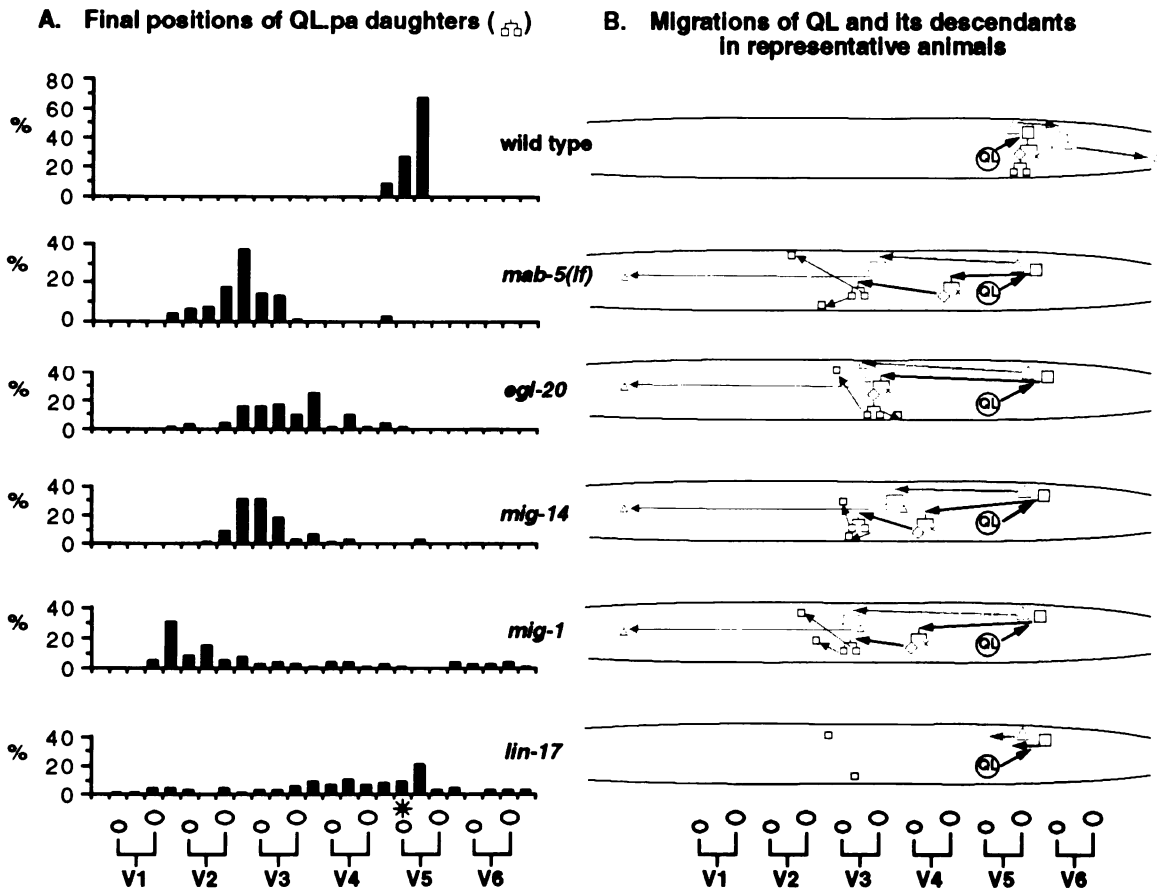 A. Final positions of QL.pa daughters ( )
B. Migrations of QL and its descendants
in representative animals
80
60
40
20
0
%
wild type
QL
40
20
0
%
mab-5(lf)
QL
40
20
0
%
egl-20
QL
40
20
0
%
mig-14
QL
40
20
0
%
mig-1
QL
40
20
0
%
lin-17
QL
V1 V2 V3 V4 V5 V6
V1 V2 V3 V4 V5 V6